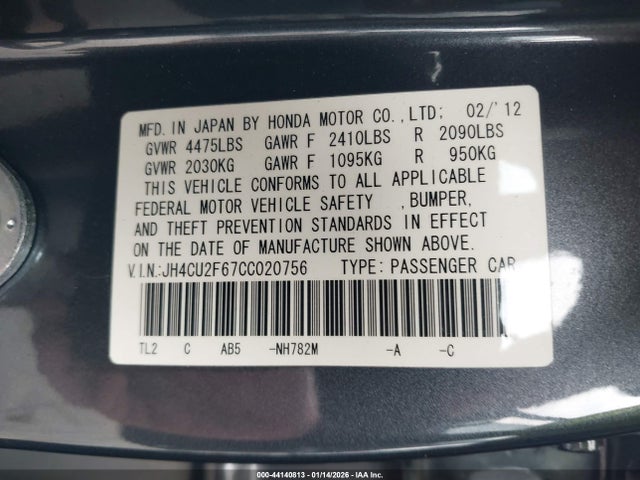 MFD. IN JAPAN BY HONDA MOTOR CO.,LTD; 02/'12
GVWR 4475LBS GAWR F 2410LBS R 2090LBS
GVWR 2030KG GAWR F 1095KG R 950KG
THIS VEHICLE CONFORMS TO ALL APPLICABLE
FEDERAL MOTOR VEHICLE SAFETY ,BUMPER,
AND THEFT PREVENTION STANDARDS IN EFFECT
ON THE DATE OF MANUFACTURE SHOWN ABOVE.
V.I.N.:JH4CU2F67CC020756 TYPE: PASSENGER CAR
TL2 C AB5 -NH782M -A -C
000-44140813 - 01/14/2026 - IAA Inc.